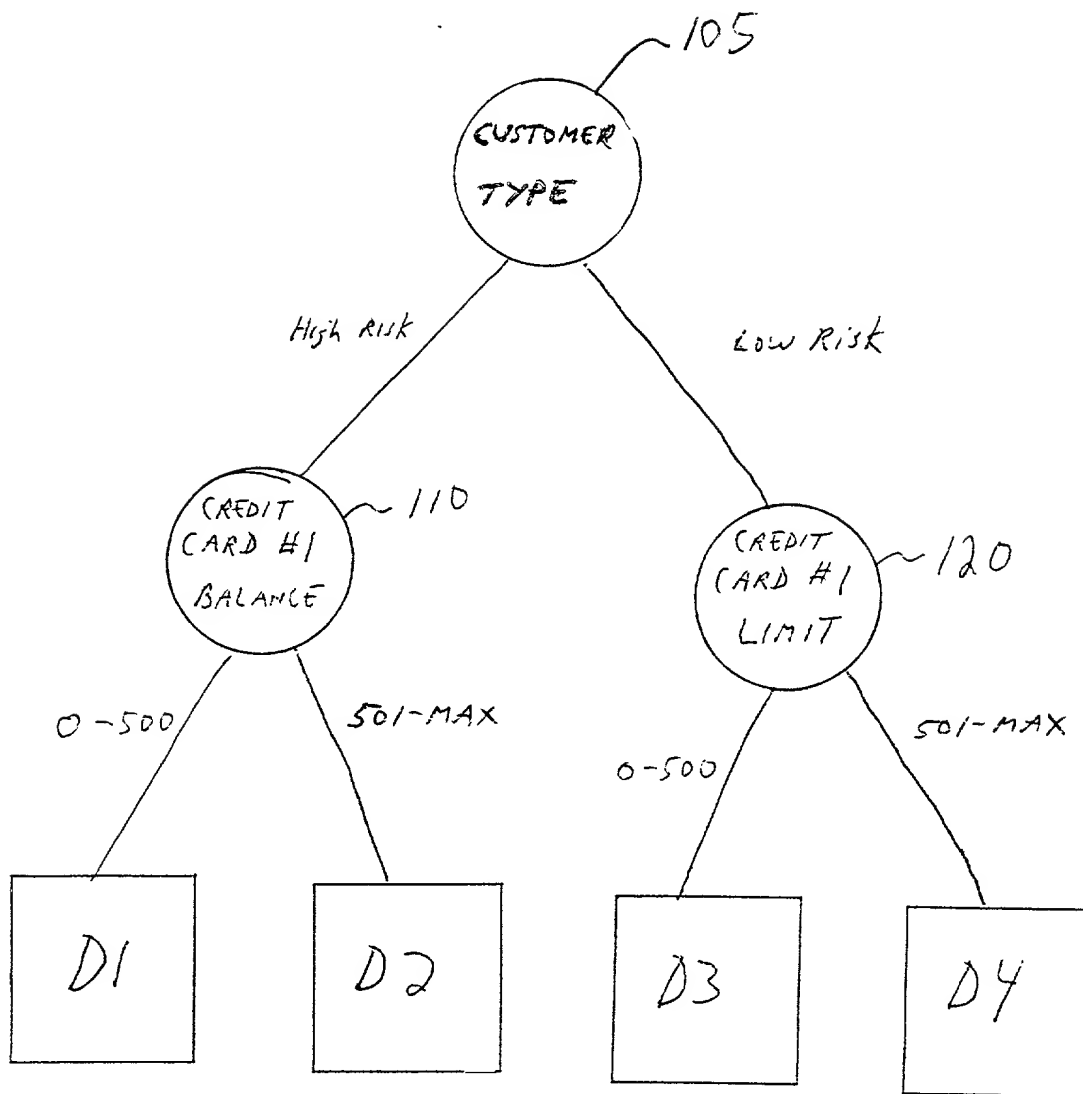 105
CUSTOMER
TYPE
High Risk
Low Risk
CREDIT
CARD #1
BALANCE
110
CREDIT
CARD #1
LIMIT
120
0-500
501-MAX
0-500
501-MAX
D1
D2
D3
D4